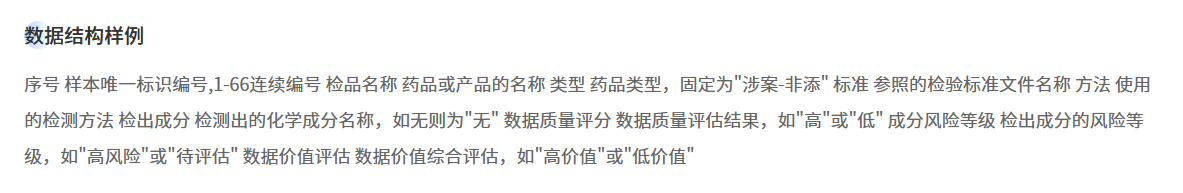 数据结构样例
序号 样本唯一标识编号,1-66连续编号 检品名称 药品或产品的名称 类型 药品类型，固定为"涉案-非添" 标准 参照的检验标准文件名称 方法 使用
的检测方法 检出成分 检测出的化学成分名称，如无则为"无" 数据质量评分 数据质量评估结果，如"高"或"低" 成分风险等级 检出成分的风险等
级，如"高风险"或"待评估" 数据价值评估 数据价值综合评估，如"高价值"或"低价值"